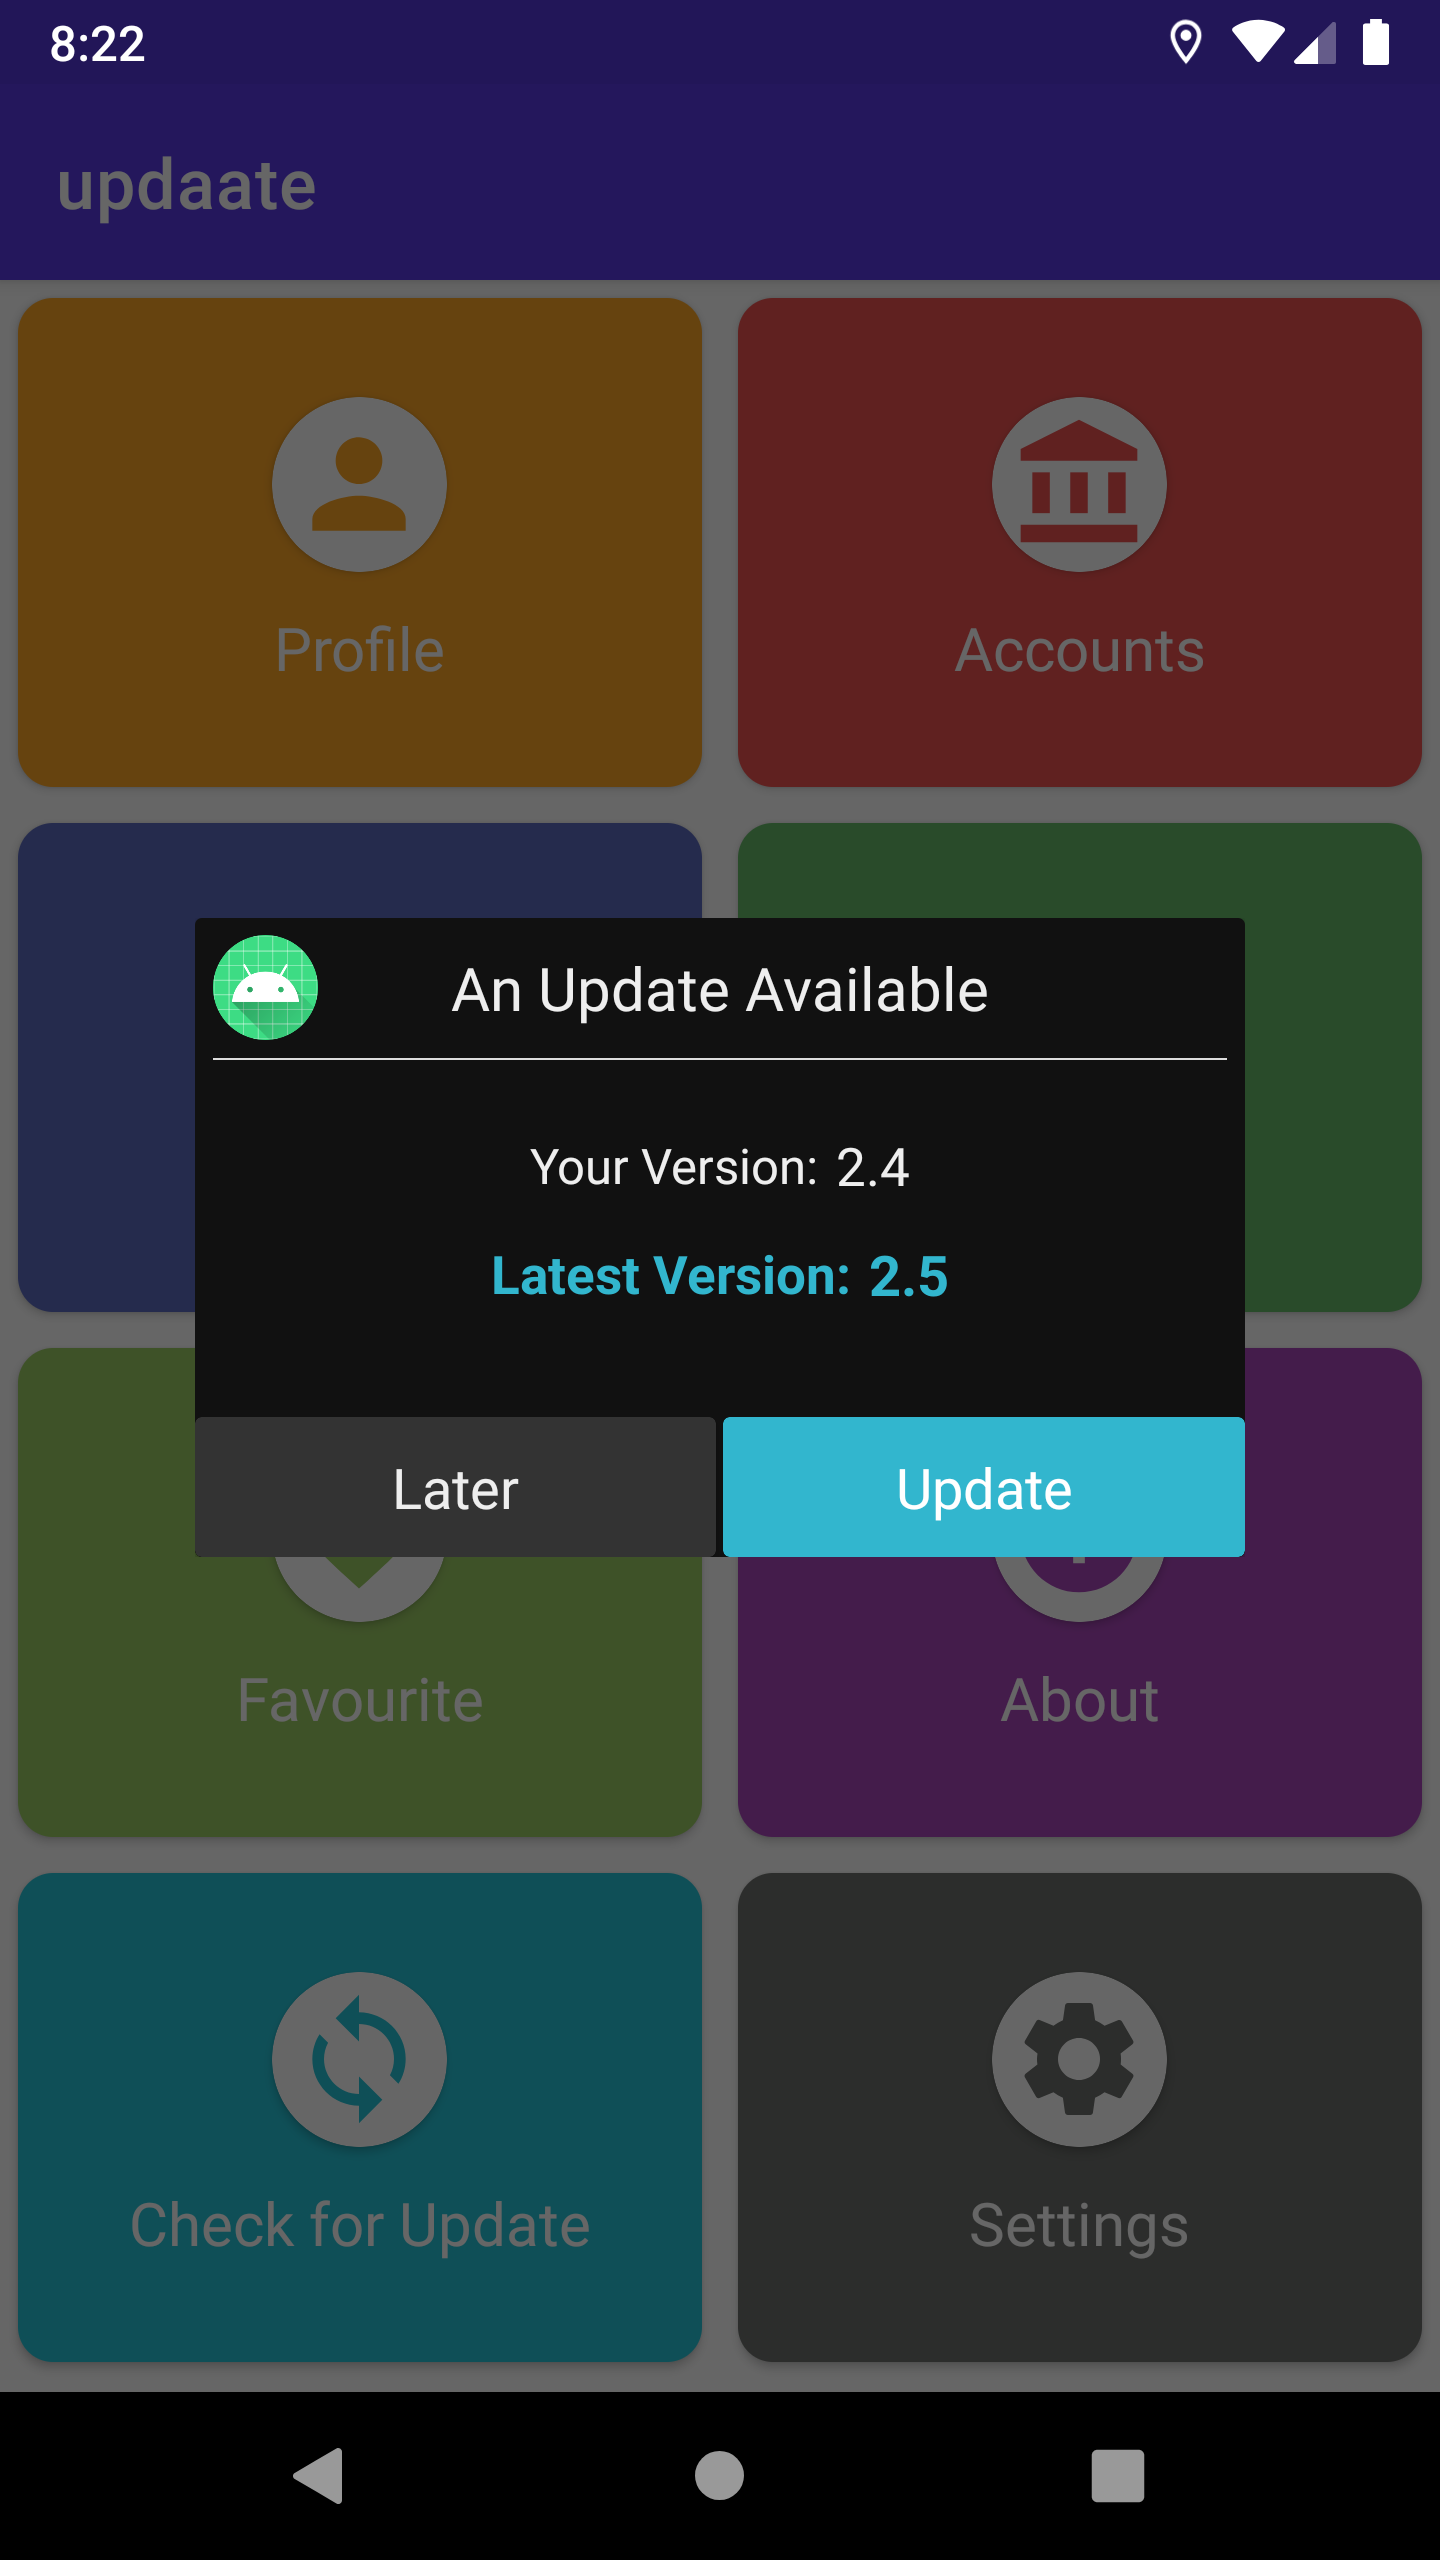 8:22
updaate
Profile
Accounts
An Update Available
Your Version: 2.4
Latest Version: 2.5
Later
Update
Favourite
About
Check for Update
Settings